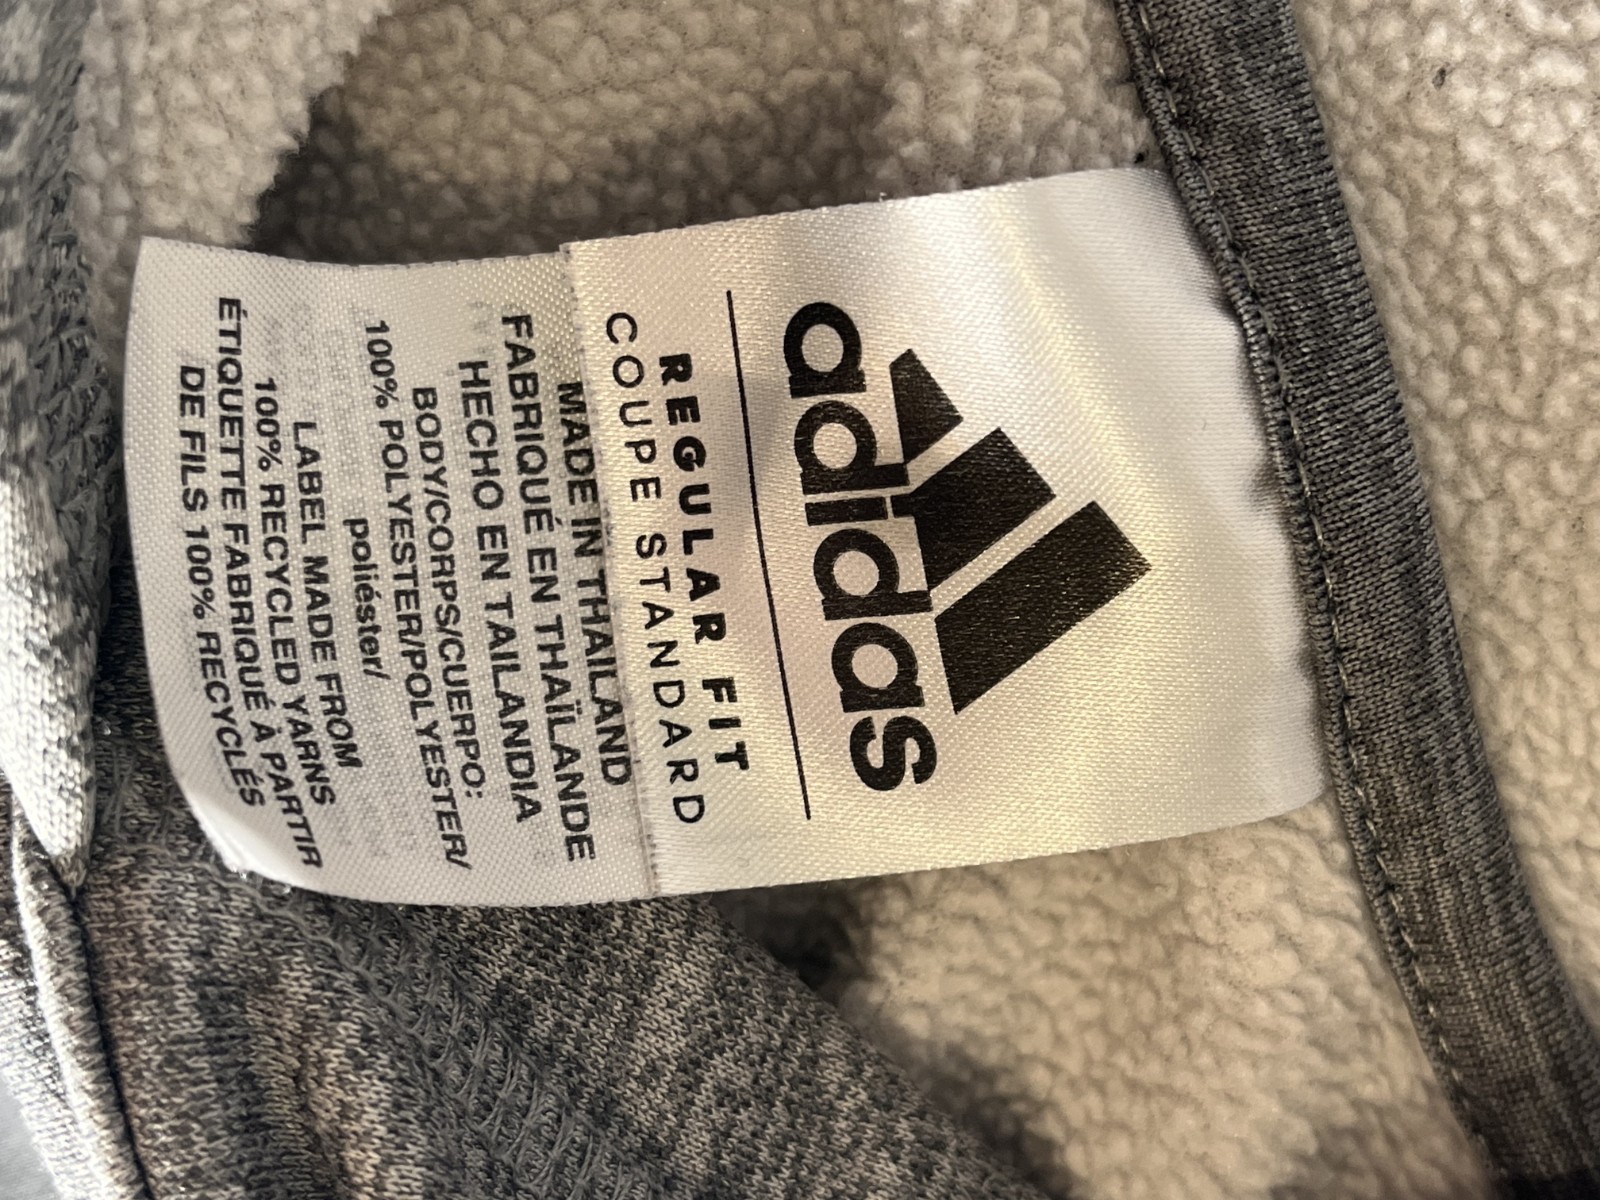 adidas
REGULAR FIT
COUPE STANDARD
MADE IN THAILAND
FABRIQUÉ EN THAÏLANDE
HECHO EN TAILANDIA
BODY/CORPS/CUERPO:
100% POLYESTER/POLYESTER/
poliéster/
LABEL MADE FROM
100% RECYCLED YARNS
ÉTIQUETTE FABRIQUÉ À PARTIR
DE FILS 100% RECYCLÉS